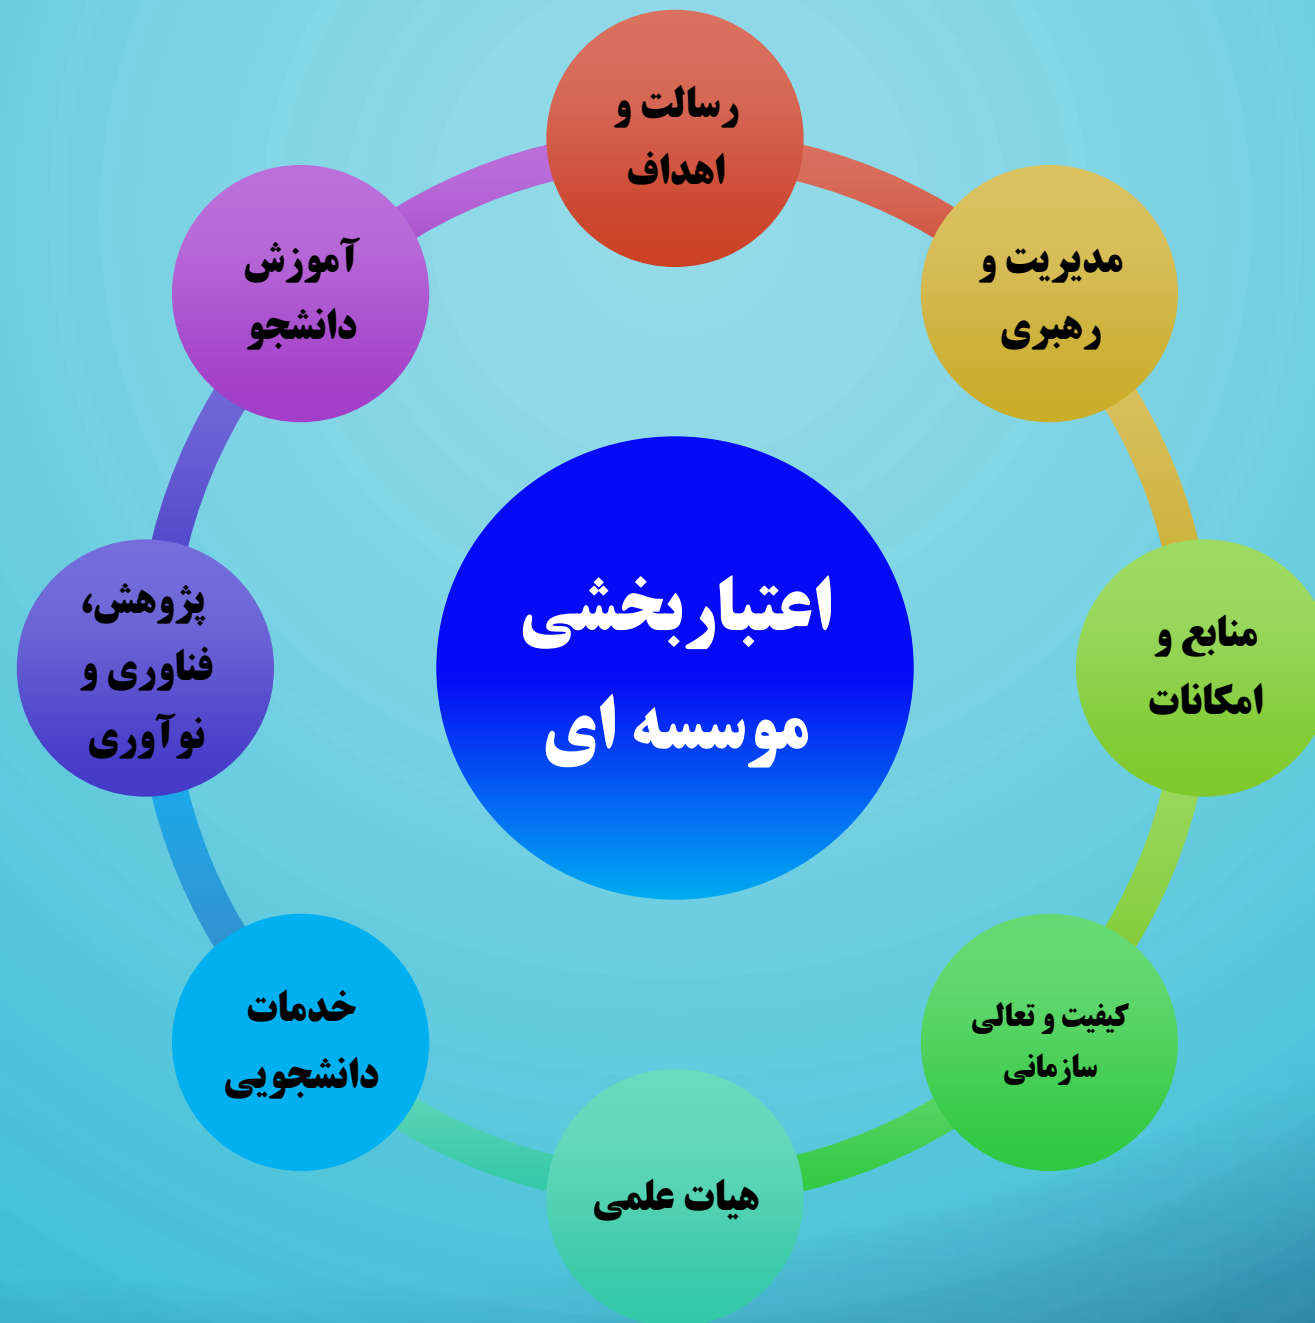 رسالت و
اهداف
مدیریت و
رهبری
منابع و
امکانات
کیفیت و تعالی
سازمانی
هیات علمی
خدمات
دانشجویی
پژوهش،
فناوری و
نوآوری
آموزش
دانشجو
اعتباربخشی
موسسه ای